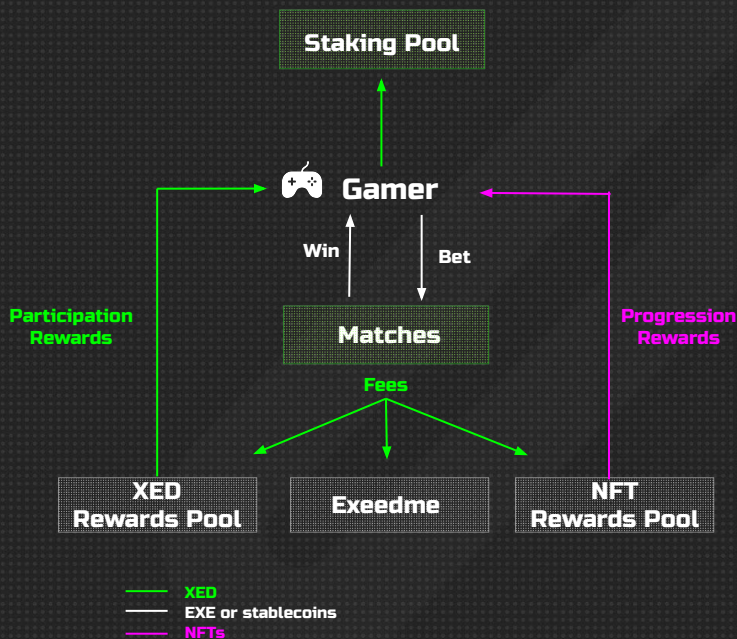 Staking Pool
Gamer
Win
Bet
Participation
Rewards
Progression
Rewards
Matches
Fees
XED
Rewards Pool
Exeedme
NFT
Rewards Pool
XED
EXE or stablecoins
NFTs